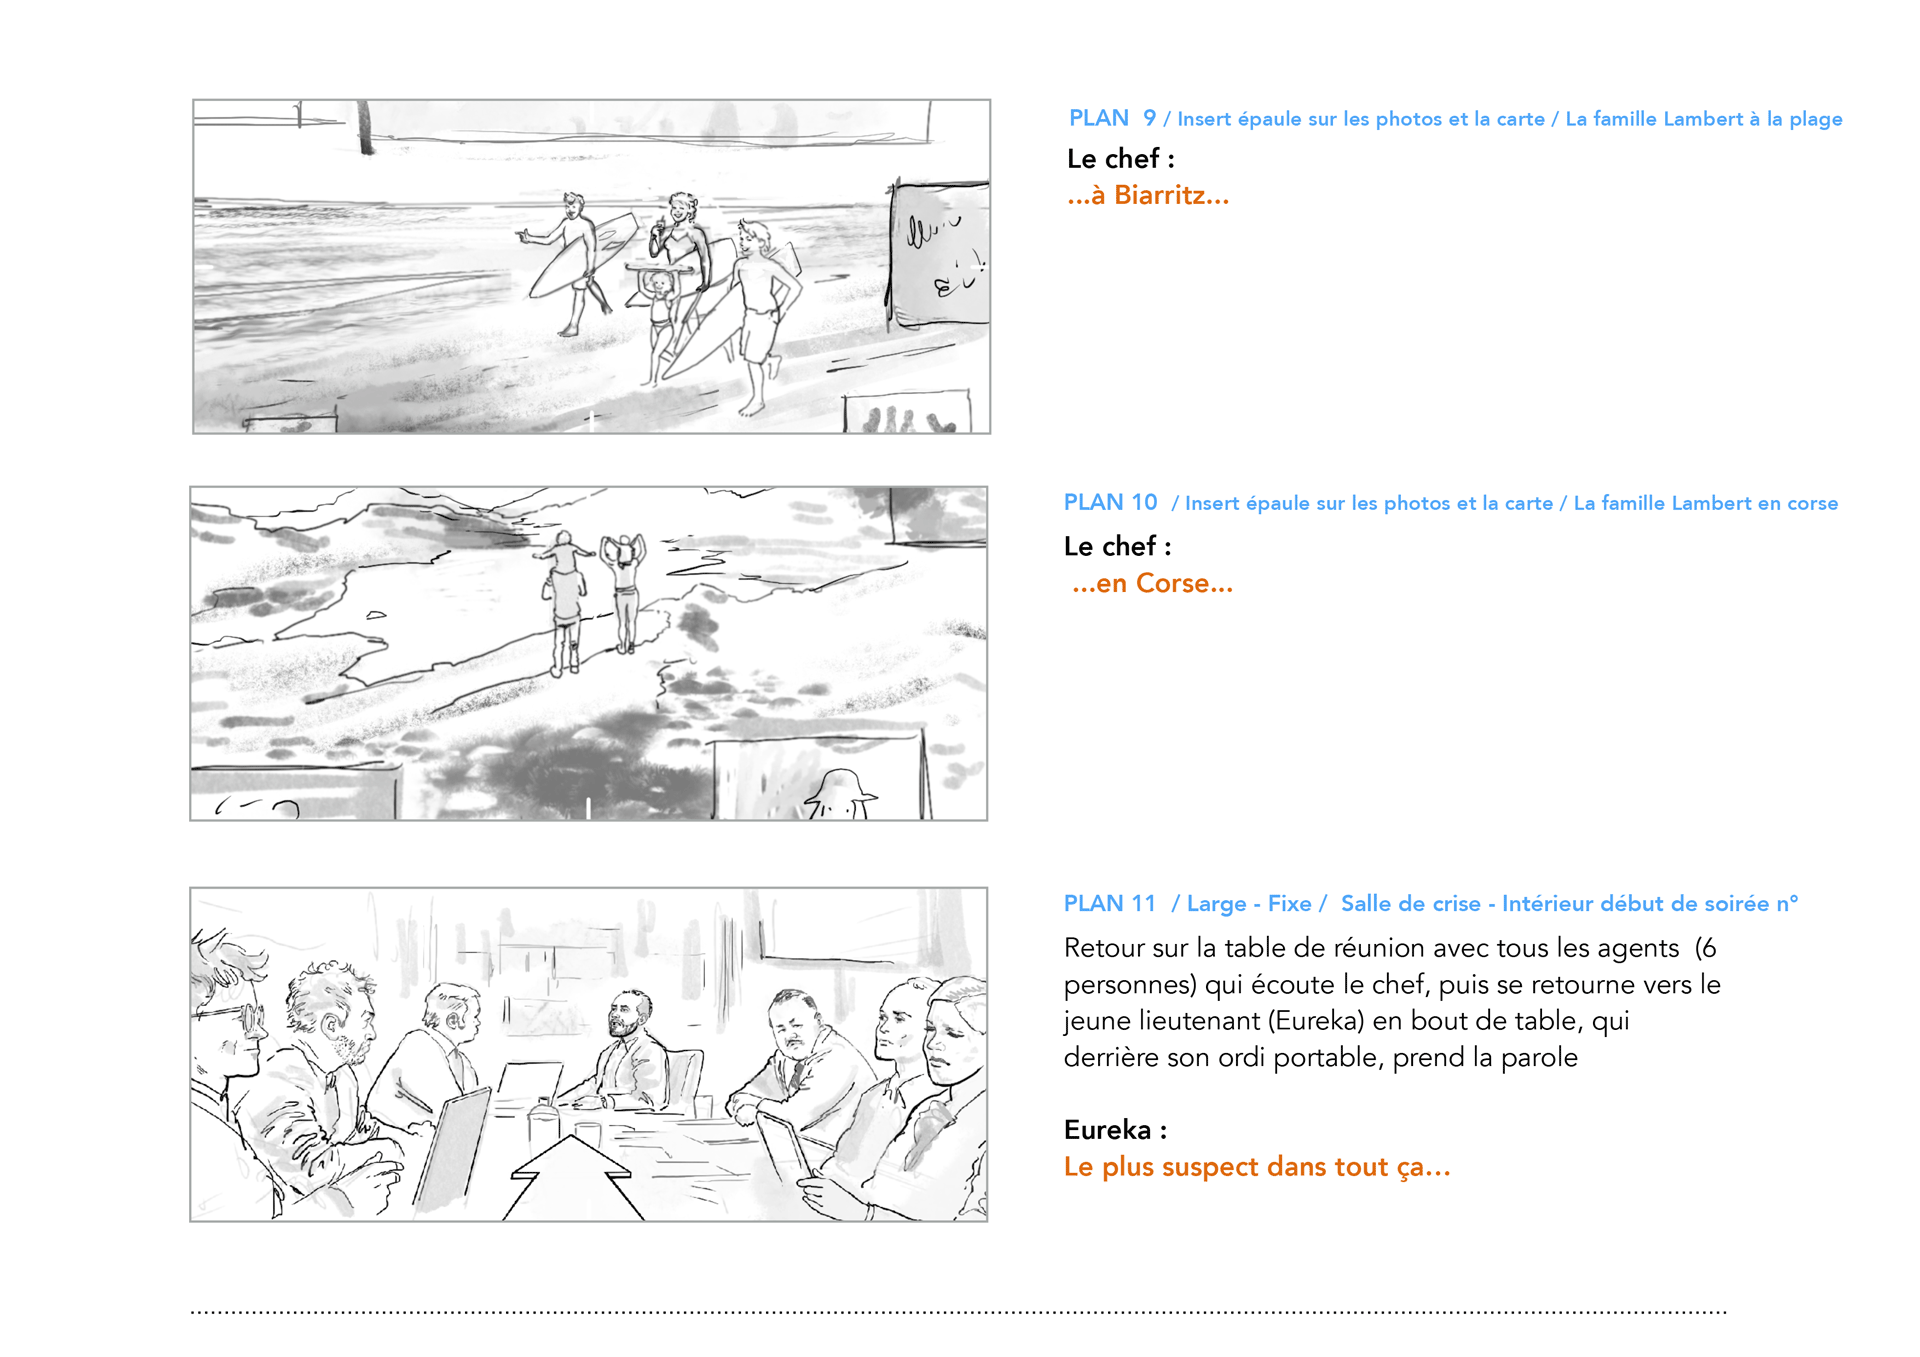 PLAN 9 / Insert épaule sur les photos et la carte / La famille Lambert à la plage
Le chef :
...à Biarritz...
PLAN 10 / Insert épaule sur les photos et la carte / La famille Lambert en corse
Le chef :
...en Corse...
PLAN 11 / Large - Fixe / Salle de crise - Intérieur début de soirée n°
Retour sur la table de réunion avec tous les agents (6
personnes) qui écoute le chef, puis se retourne vers le
jeune lieutenant (Eureka) en bout de table, qui
derrière son ordi portable, prend la parole
Eureka :
Le plus suspect dans tout ça...